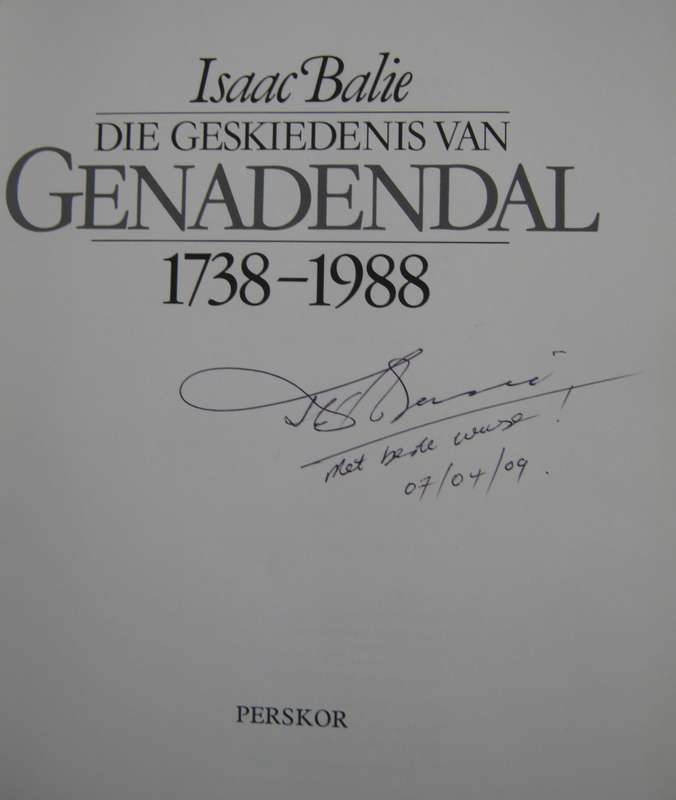 Isaac Balie
DIE GESKIEDENIS VAN
GENADENDAL
1738–1988
Met beste wense!
07/04/09.
PERSKOR